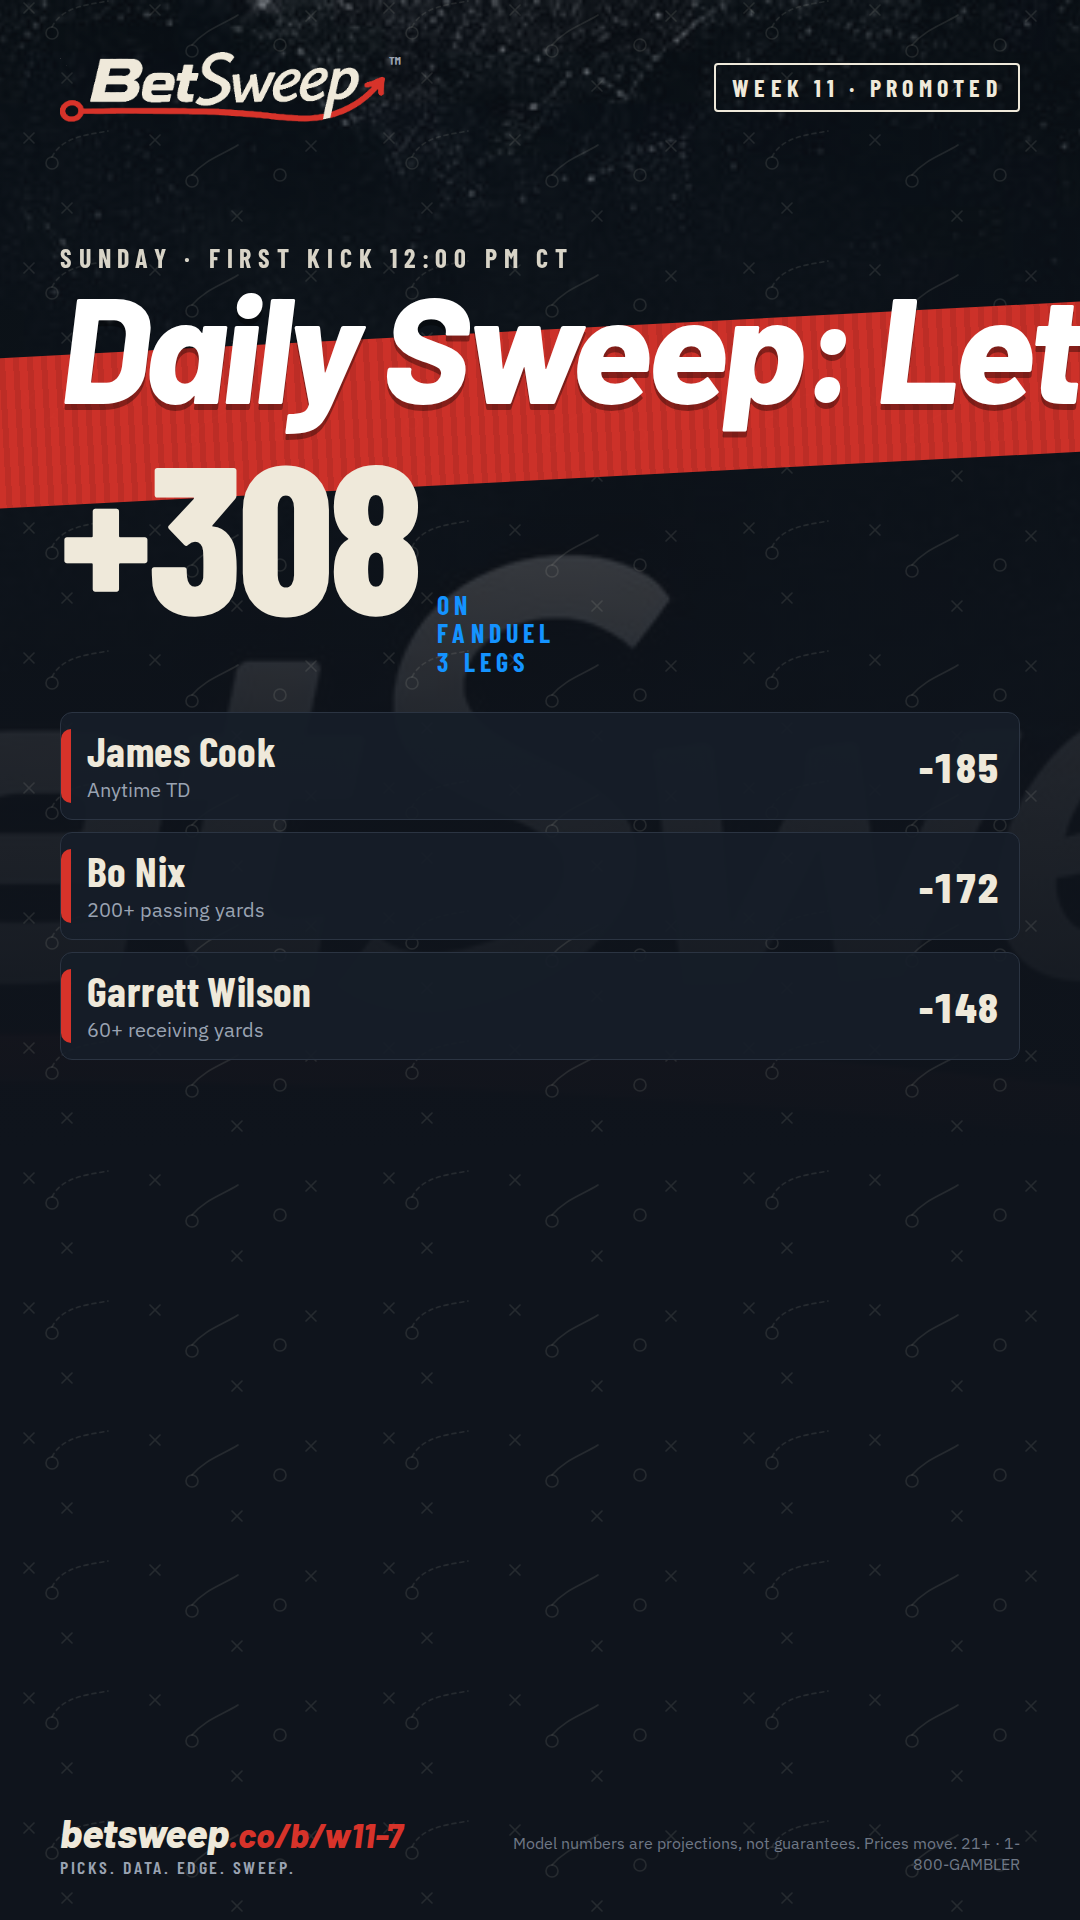 BetSweep™
WEEK 11 · PROMOTED
SUNDAY · FIRST KICK 12:00 PM CT
Daily Sweep: Let
+308
ON
FANDUEL
3 LEGS
James Cook
Anytime TD
-185
Bo Nix
200+ passing yards
-172
Garrett Wilson
60+ receiving yards
-148
betsweep.co/b/w11-7
PICKS. DATA. EDGE. SWEEP.
Model numbers are projections, not guarantees. Prices move. 21+ · 1-
800-GAMBLER